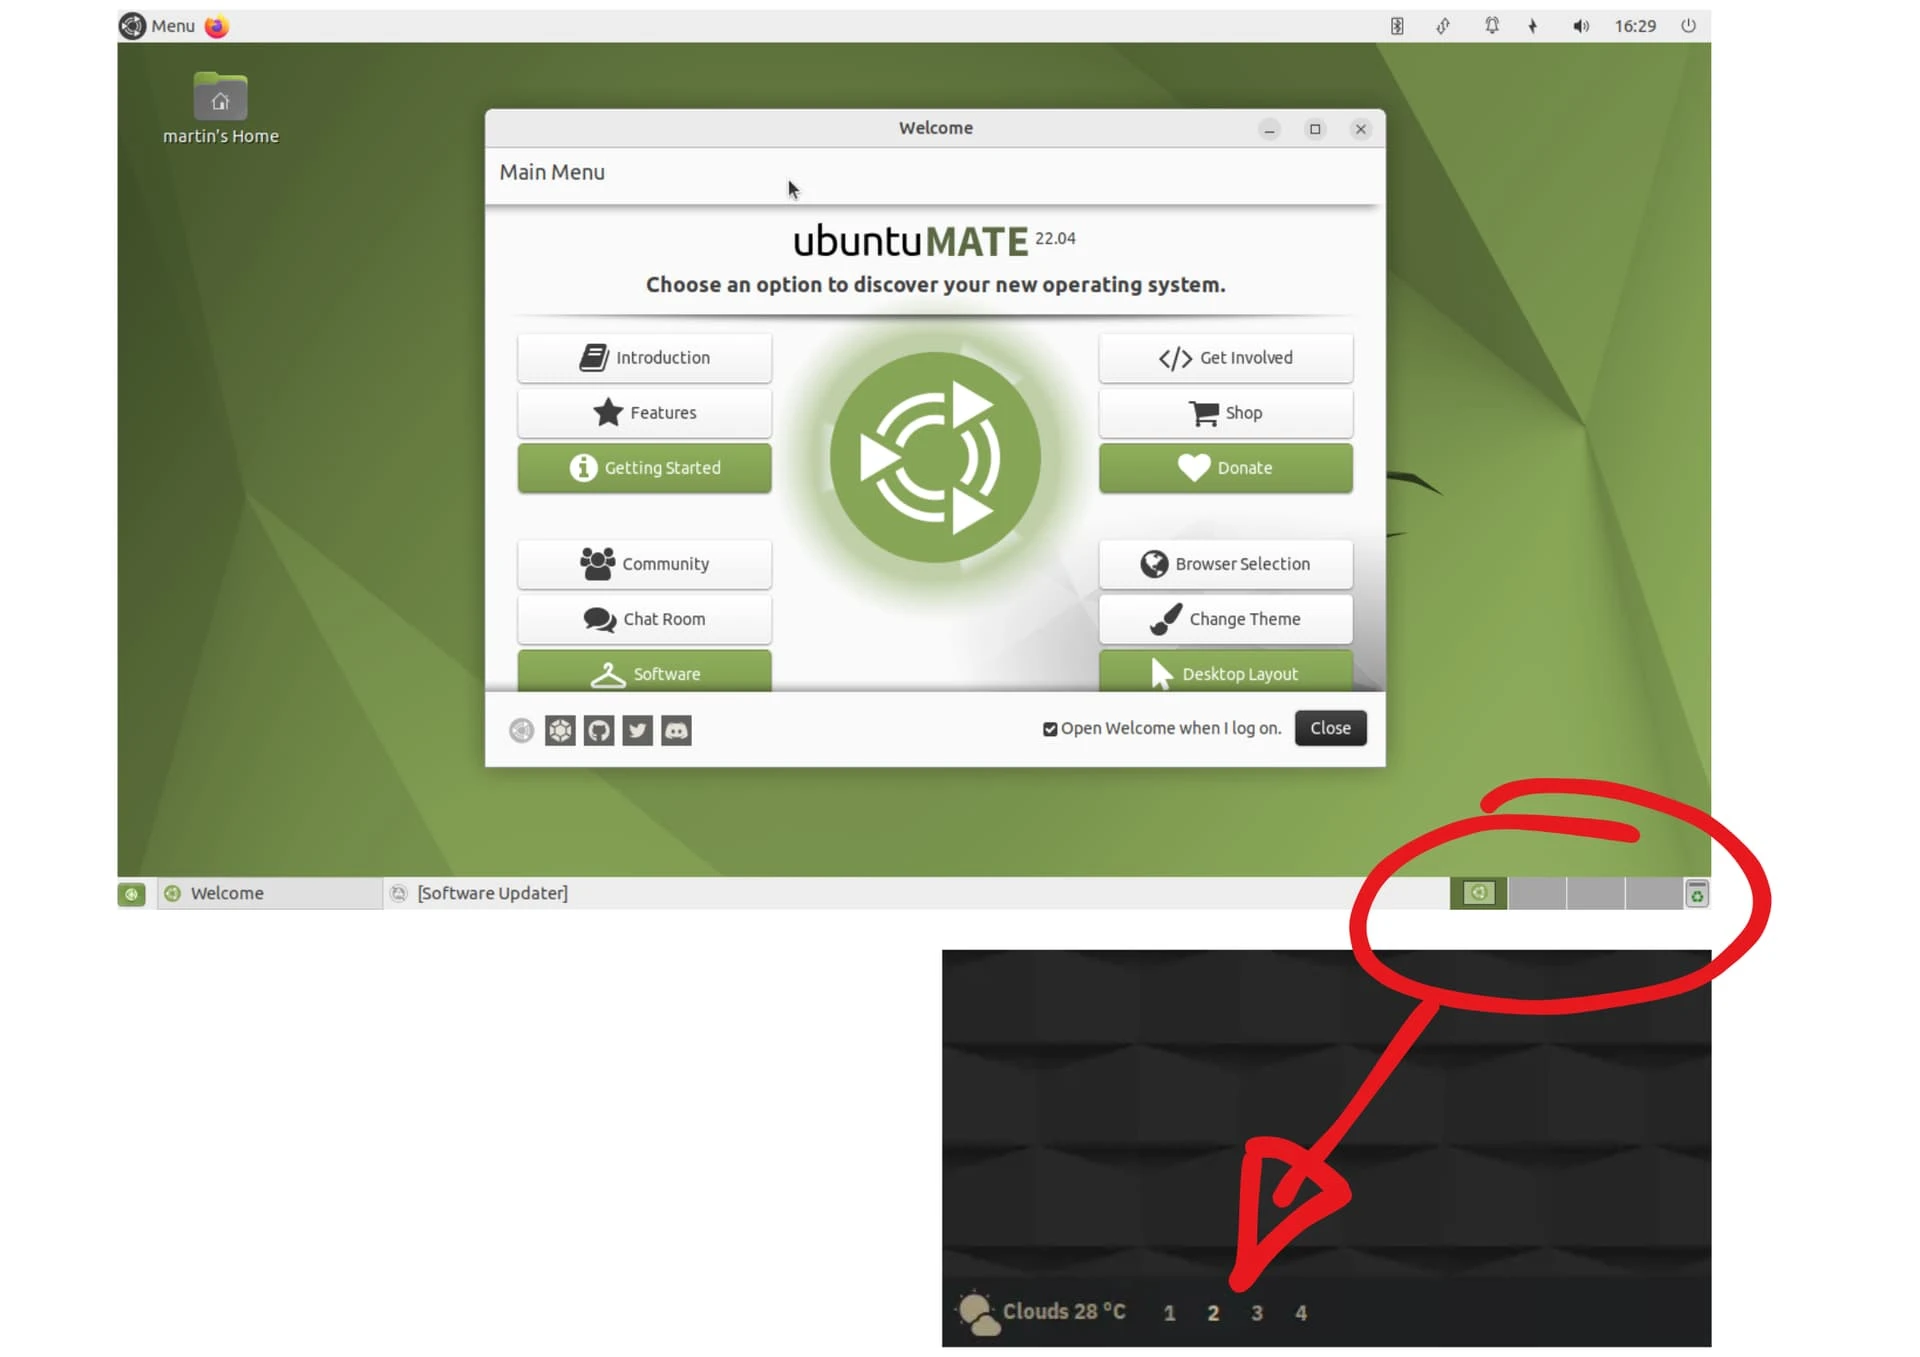 Menu
16:29
martin's Home
Welcome
Main Menu
ubuntuMATE 22.04
Choose an option to discover your new operating system.
Introduction
Features
Getting Started
Community
Chat Room
Software
Get Involved
Shop
Donate
Browser Selection
Change Theme
Desktop Layout
Open Welcome when I log on.
Close
Welcome
[Software Updater]
Clouds 28 °C 1 2 3 4